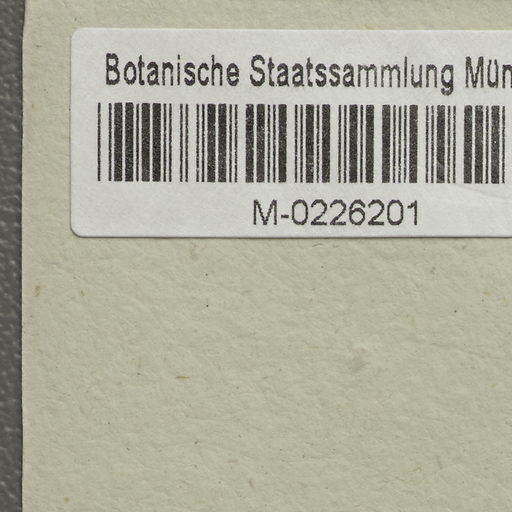 Botanische Staatssammlung Mün
M-0226201